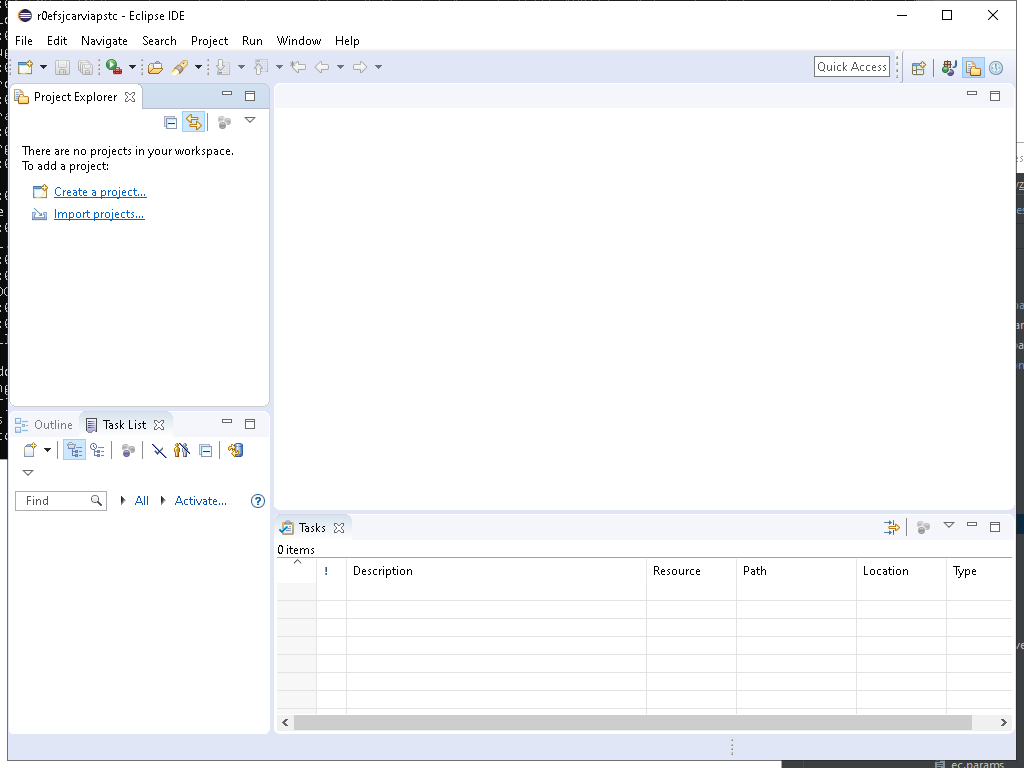 r0efsjcarviapstc - Eclipse IDE
File Edit Navigate Search Project Run Window Help
Quick Access
Project Explorer
There are no projects in your workspace.
To add a project:
Create a project...
Import projects...
Outline Task List
Find All Activate...
Tasks
0 items
! Description Resource Path Location Type
ec.params